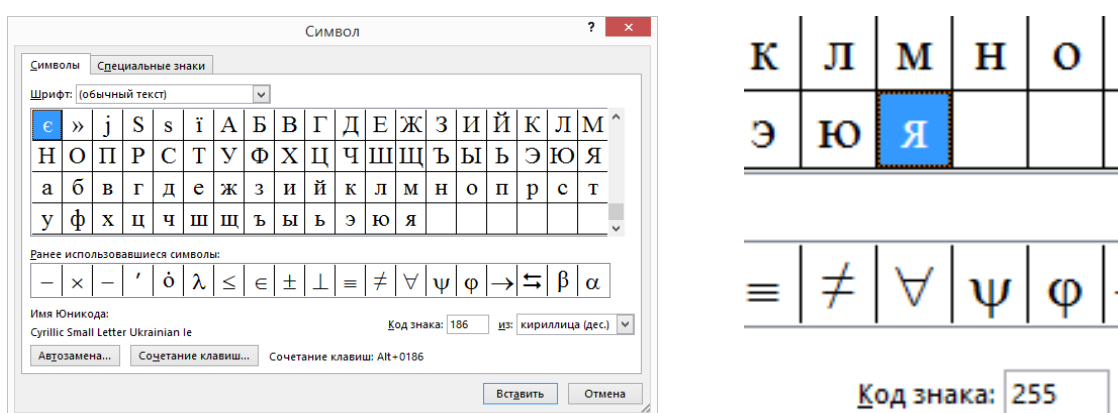 Символ ? ×
Символы Специальные знаки
Шрифт: (обычный текст)
є » ј Ѕ ѕ ї А Б В Г Д Е Ж З И Й К Л М
Н О П Р С Т У Ф Х Ц Ч Ш Щ Ъ Ы Ь Э Ю Я
а б в г д е ж з и й к л м н о п р с т
у ф х ц ч ш щ ъ ы ь э ю я
Ранее использовавшиеся символы:
− × – ′ ȯ λ ≤ ∈ ± ⊥ ≡ ≠ ∀ ψ φ → ⇆ β α
Имя Юникода:
Cyrillic Small Letter Ukrainian Ie
Код знака: 186 из: кириллица (дес.)
Автозамена... Сочетание клавиш... Сочетание клавиш: Alt+0186
Вставить Отмена
к л м н о
э ю я
≡ ≠ ∀ ψ φ
Код знака: 255